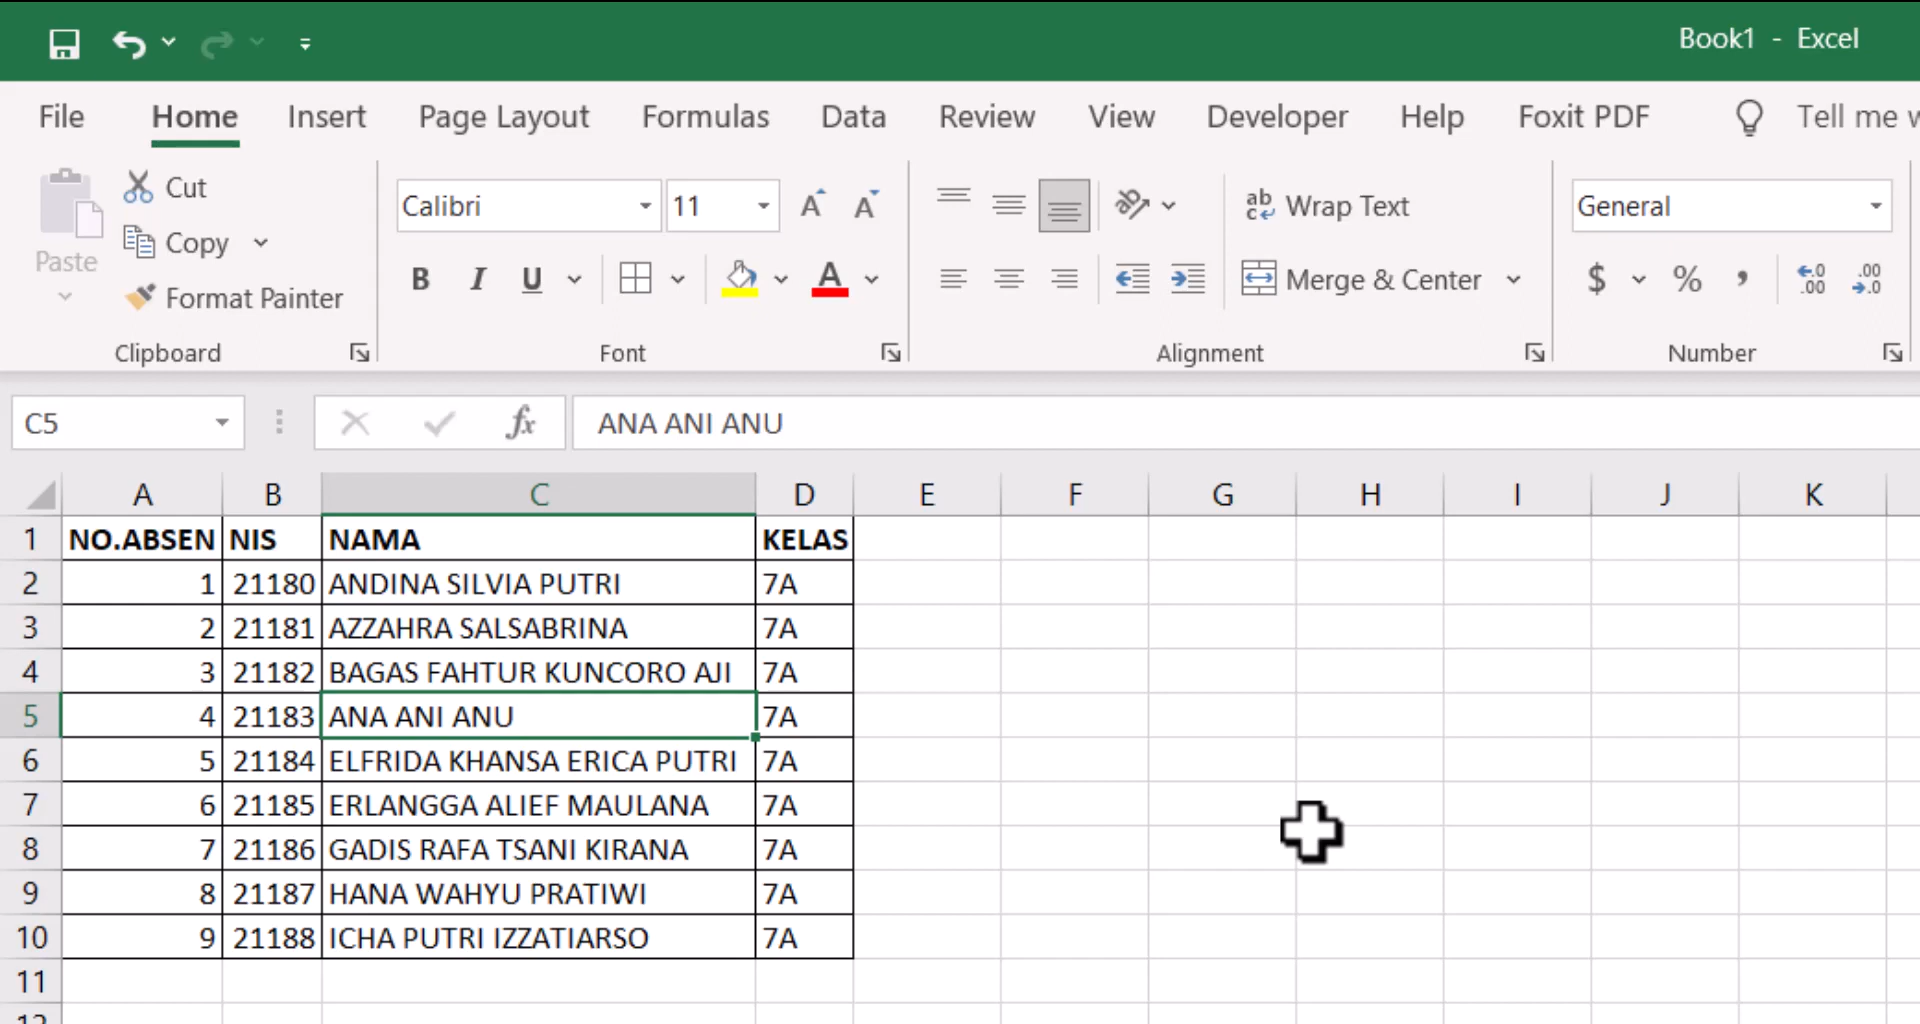 Book1 - Excel
File Home Insert Page Layout Formulas Data Review View Developer Help Foxit PDF Tell me
Paste
Cut
Copy
Format Painter
Clipboard
Calibri 11
B I U A
Font
ab Wrap Text
Merge & Center
Alignment
General
$ % ,
Number
C5 fx ANA ANI ANU
A B C D E F G H I J K
1 NO.ABSEN NIS NAMA KELAS
2 1 21180 ANDINA SILVIA PUTRI 7A
3 2 21181 AZZAHRA SALSABRINA 7A
4 3 21182 BAGAS FAHTUR KUNCORO AJI 7A
5 4 21183 ANA ANI ANU 7A
6 5 21184 ELFRIDA KHANSA ERICA PUTRI 7A
7 6 21185 ERLANGGA ALIEF MAULANA 7A
8 7 21186 GADIS RAFA TSANI KIRANA 7A
9 8 21187 HANA WAHYU PRATIWI 7A
10 9 21188 ICHA PUTRI IZZATIARSO 7A
11